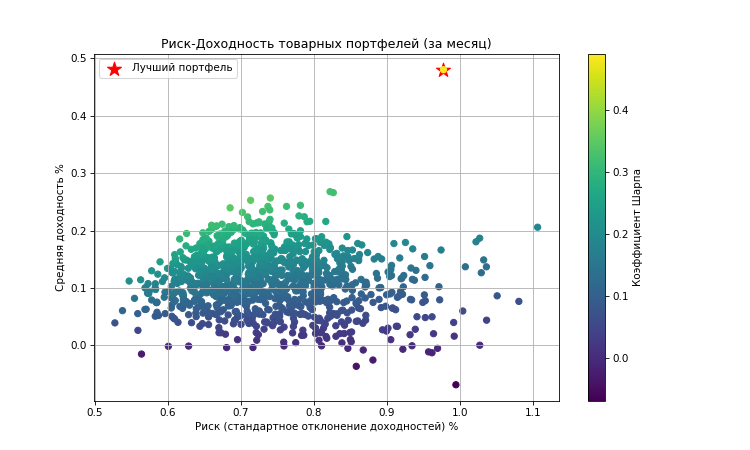 Риск-Доходность товарных портфелей (за месяц)
Лучший портфель
Средняя доходность %
0.5
0.4
0.3
0.2
0.1
0.0
0.5 0.6 0.7 0.8 0.9 1.0 1.1
Риск (стандартное отклонение доходностей) %
0.4
0.3
0.2
0.1
0.0
Коэффициент Шарпа